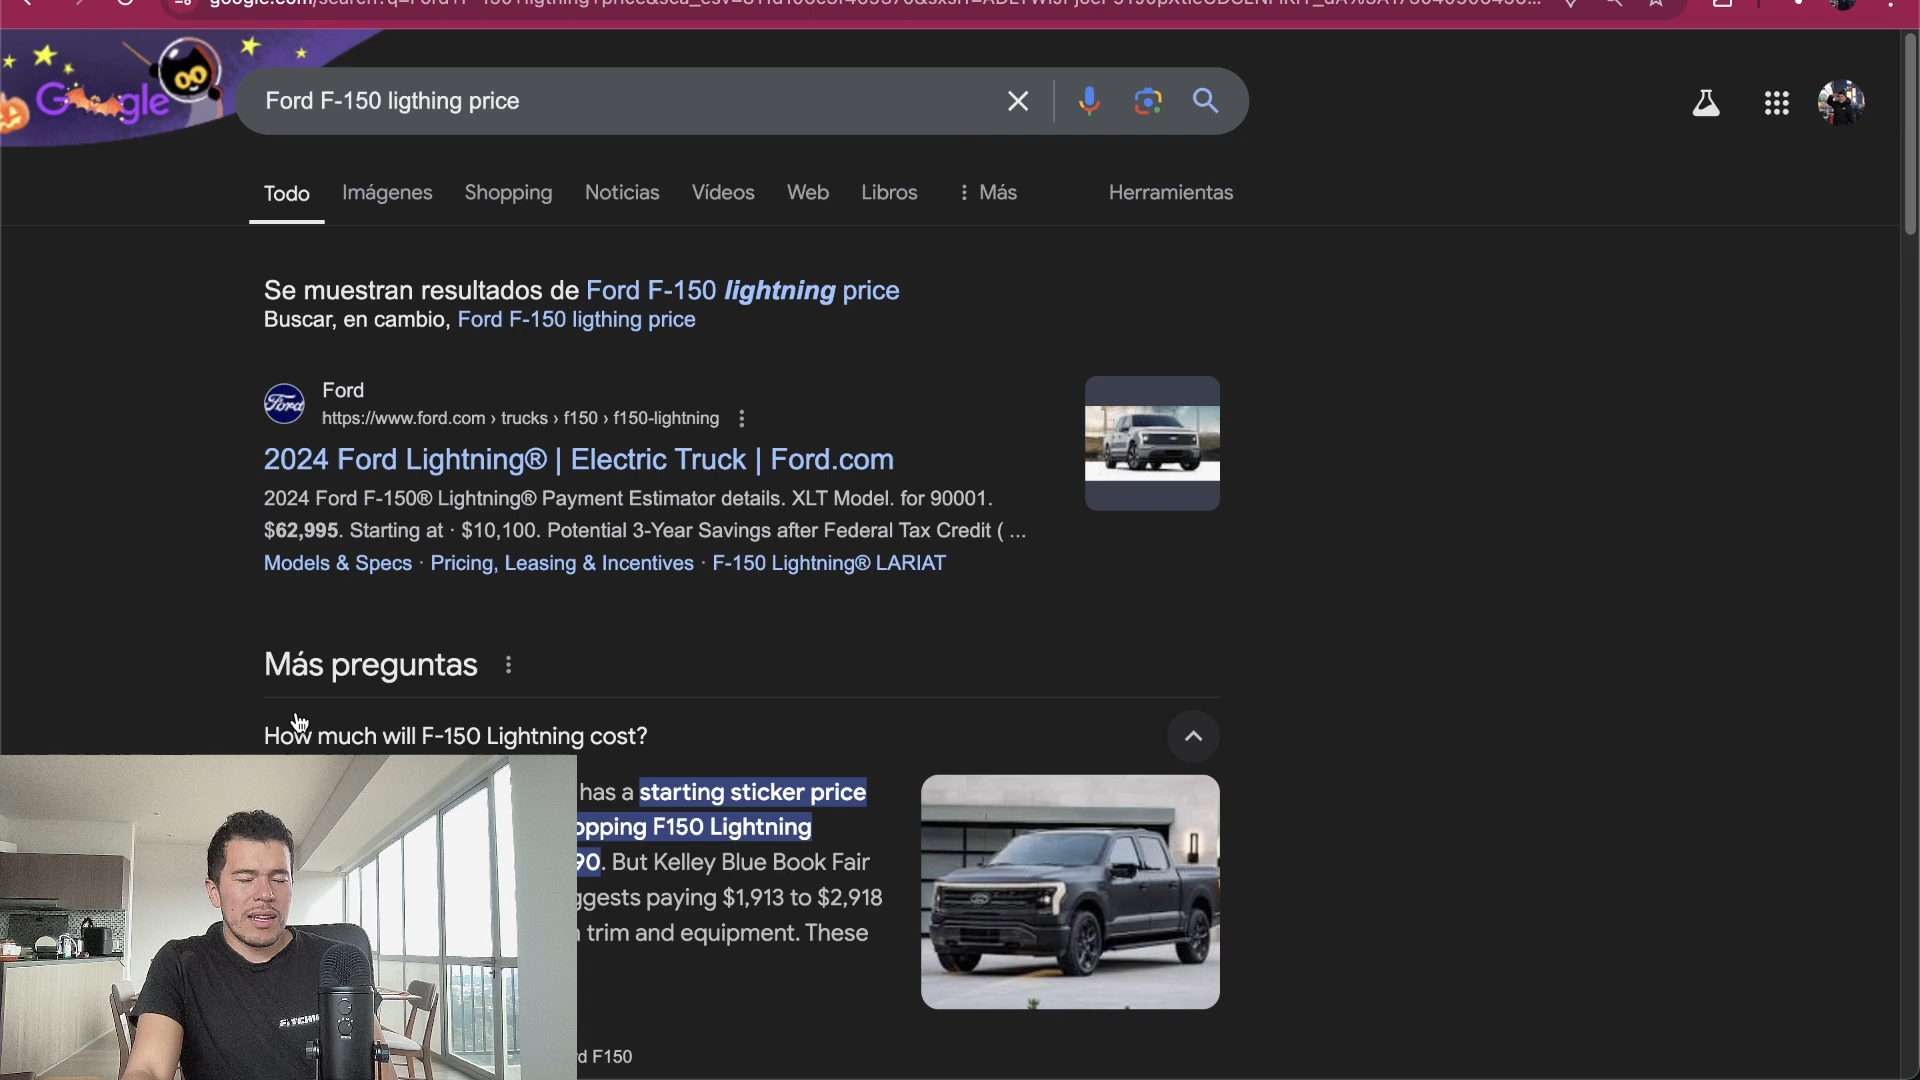 Google
Ford F-150 ligthing price
Todo
Imágenes
Shopping
Noticias
Vídeos
Web
Libros
Más
Herramientas
Se muestran resultados de Ford F-150 lightning price
Buscar, en cambio, Ford F-150 ligthing price
Ford
Ford
https://www.ford.com › trucks › f150 › f150-lightning
2024 Ford Lightning® | Electric Truck | Ford.com
2024 Ford F-150® Lightning® Payment Estimator details. XLT Model. for 90001.
$62,995. Starting at · $10,100. Potential 3-Year Savings after Federal Tax Credit ( ...
Models & Specs · Pricing, Leasing & Incentives · F-150 Lightning® LARIAT
Más preguntas
How much will F-150 Lightning cost?
has a starting sticker price
opping F150 Lightning
90. But Kelley Blue Book Fair
ggests paying $1,913 to $2,918
trim and equipment. These
d F150